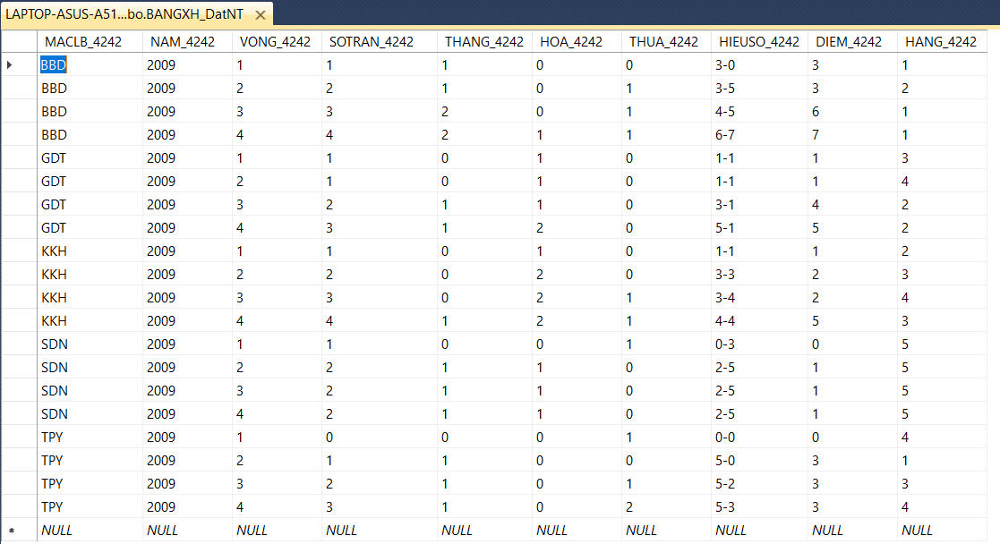 LAPTOP-ASUS-A51...bo.BANGXH_DatNT
MACLB_4242 NAM_4242 VONG_4242 SOTRAN_4242 THANG_4242 HOA_4242 THUA_4242 HIEUSO_4242 DIEM_4242 HANG_4242
BBD 2009 1 1 1 0 0 3-0 3 1
BBD 2009 2 2 1 0 1 3-5 3 2
BBD 2009 3 3 2 0 1 4-5 6 1
BBD 2009 4 4 2 1 1 6-7 7 1
GDT 2009 1 1 0 1 0 1-1 1 3
GDT 2009 2 1 0 1 0 1-1 1 4
GDT 2009 3 2 1 1 0 3-1 4 2
GDT 2009 4 3 1 2 0 5-1 5 2
KKH 2009 1 1 0 1 0 1-1 1 2
KKH 2009 2 2 0 2 0 3-3 2 3
KKH 2009 3 3 0 2 1 3-4 2 4
KKH 2009 4 4 1 2 1 4-4 5 3
SDN 2009 1 1 0 0 1 0-3 0 5
SDN 2009 2 2 1 1 0 2-5 1 5
SDN 2009 3 2 1 1 0 2-5 1 5
SDN 2009 4 2 1 1 0 2-5 1 5
TPY 2009 1 0 0 0 1 0-0 0 4
TPY 2009 2 1 1 0 0 5-0 3 1
TPY 2009 3 2 1 0 1 5-2 3 3
TPY 2009 4 3 1 0 2 5-3 3 4
NULL NULL NULL NULL NULL NULL NULL NULL NULL NULL